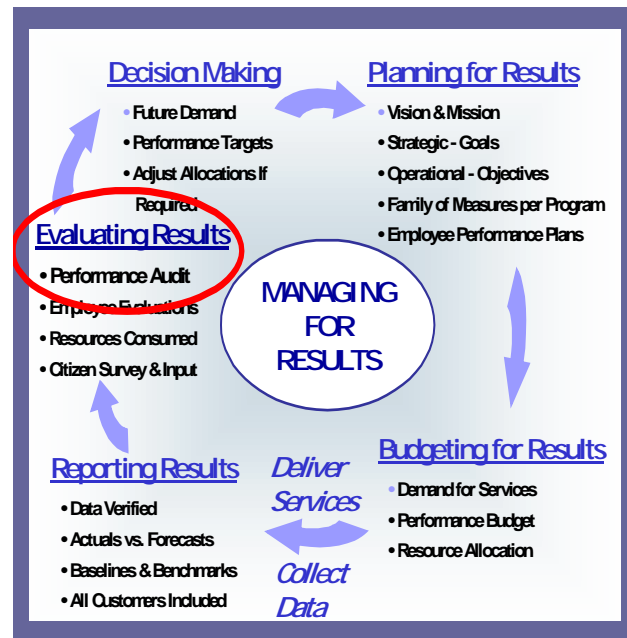 Decision Making
• Future Demand
• Performance Targets
• Adjust Allocations If
Required
Planning for Results
• Vision & Mission
• Strategic - Goals
• Operational - Objectives
• Family of Measures per Program
• Employee Performance Plans
Evaluating Results
• Performance Audit
• Employee Evaluations
• Resources Consumed
• Citizen Survey & Input
MANAGING
FOR
RESULTS
Budgeting for Results
• Demand for Services
• Performance Budget
• Resource Allocation
Reporting Results
• Data Verified
• Actuals vs. Forecasts
• Baselines & Benchmarks
• All Customers Included
Deliver
Services
Collect
Data